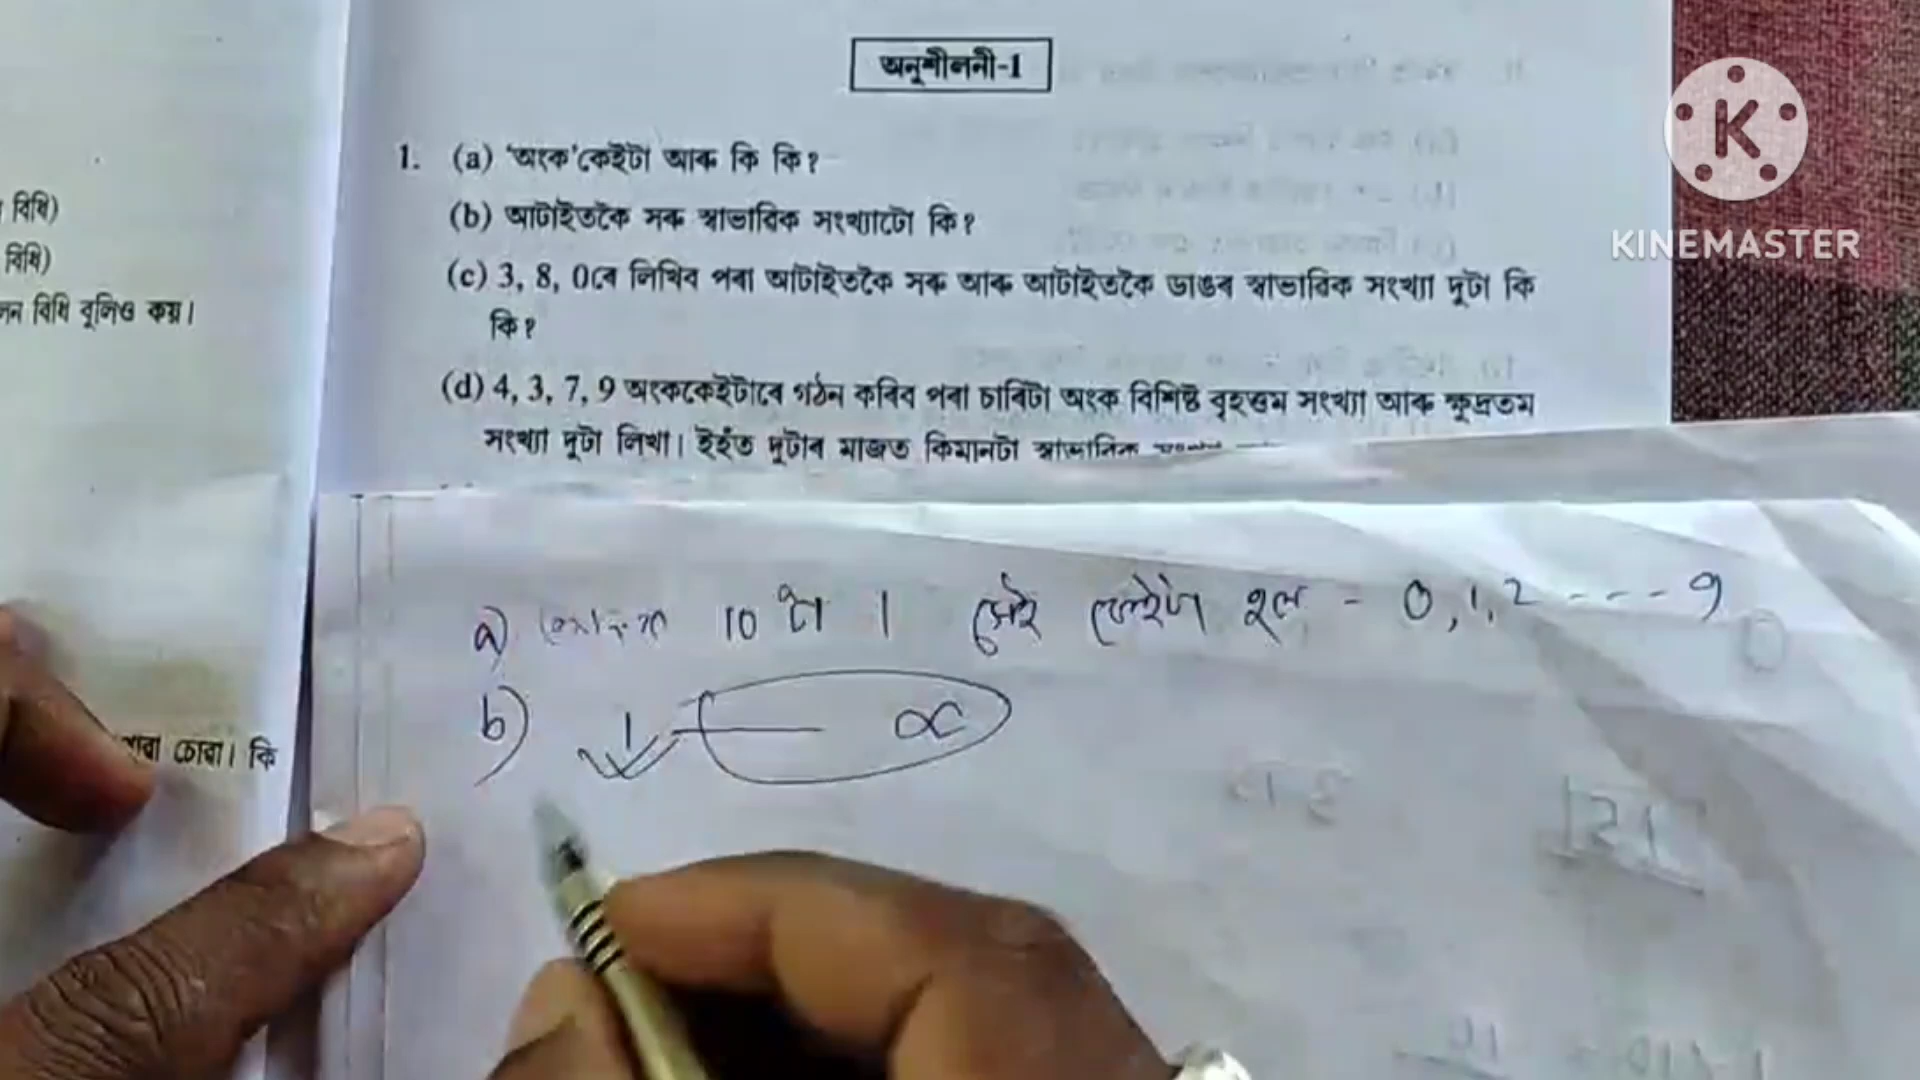 অনুশীলনী-1
K
KINEMASTER
1. (a) ‘অংক’কেইটা আৰু কি কি?
(b) আটাইতকৈ সৰু স্বাভাৱিক সংখ্যাটো কি?
(c) 3, 8, 0ৰে লিখিব পৰা আটাইতকৈ সৰু আৰু আটাইতকৈ ডাঙৰ স্বাভাৱিক সংখ্যা দুটা কি
কি?
(d) 4, 3, 7, 9 অংককেইটাৰে গঠন কৰিব পৰা চাৰিটা অংক বিশিষ্ট বৃহত্তম সংখ্যা আৰু ক্ষুদ্ৰতম
সংখ্যা দুটা লিখা। ইহঁত দুটাৰ মাজত কিমানটা স্বাভাৱিক
বিধি)
বিধি)
বিধি বুলিও কয়।
চোৱা। কি
a) 10 টা । সেই কেইটা হ'ল - 0, 1, 2 - - - - 9
b) 1